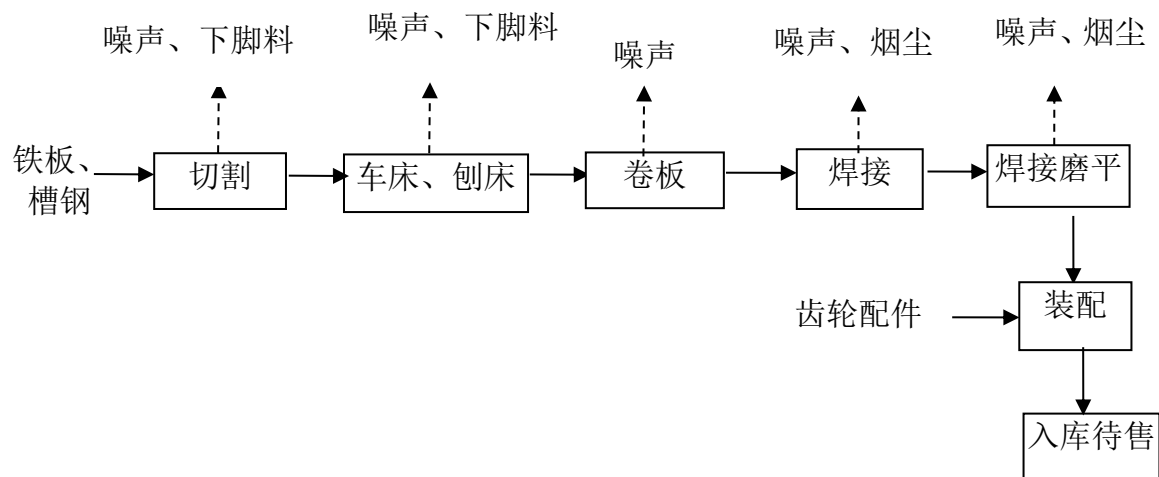 噪声、下脚料
噪声、下脚料
噪声
噪声、烟尘
噪声、烟尘
铁板、
槽钢
切割
车床、刨床
卷板
焊接
焊接磨平
齿轮配件
装配
入库待售